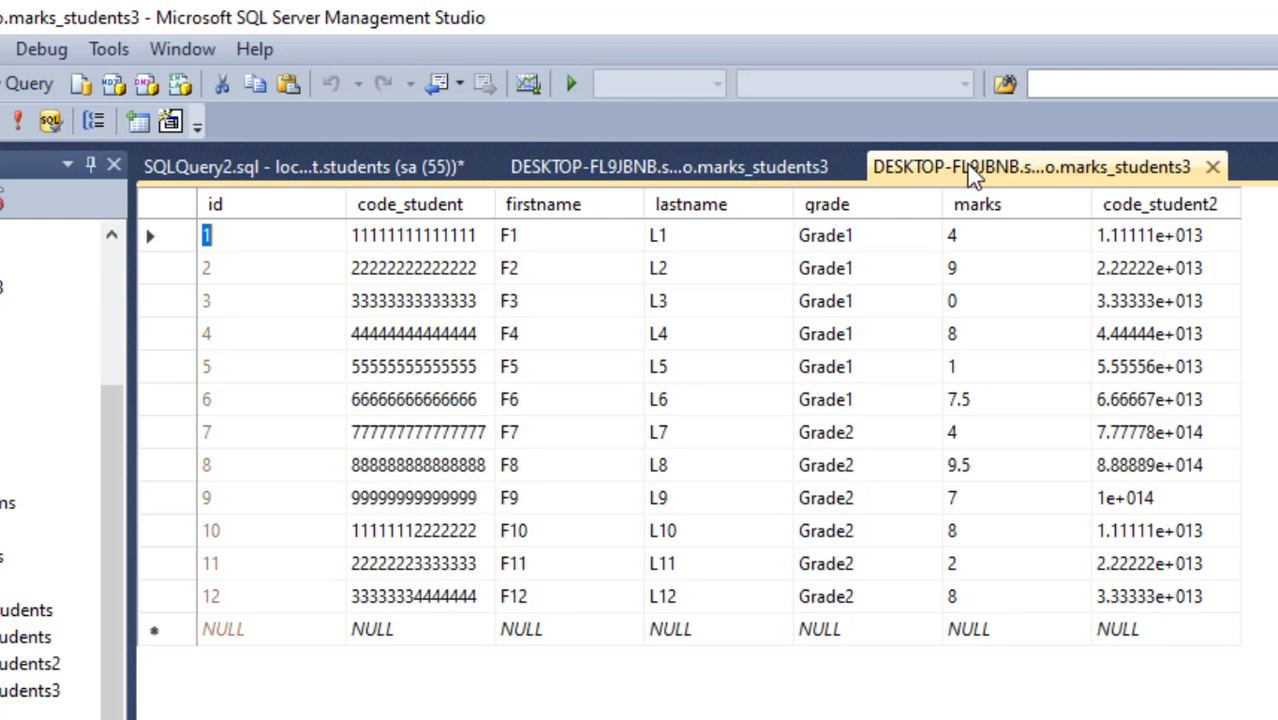 o.marks_students3 - Microsoft SQL Server Management Studio
Debug Tools Window Help
Query
SQL
SQLQuery2.sql - loc...t.students (sa (55))* DESKTOP-FL9JBNB.s...o.marks_students3 DESKTOP-FL9JBNB.s...o.marks_students3
id code_student firstname lastname grade marks code_student2
1 11111111111111 F1 L1 Grade1 4 1.11111e+013
2 22222222222222 F2 L2 Grade1 9 2.22222e+013
3 33333333333333 F3 L3 Grade1 0 3.33333e+013
4 44444444444444 F4 L4 Grade1 8 4.44444e+013
5 55555555555555 F5 L5 Grade1 1 5.55556e+013
6 66666666666666 F6 L6 Grade1 7.5 6.66667e+013
7 777777777777777 F7 L7 Grade2 4 7.77778e+014
8 888888888888888 F8 L8 Grade2 9.5 8.88889e+014
9 99999999999999 F9 L9 Grade2 7 1e+014
10 11111112222222 F10 L10 Grade2 8 1.11111e+013
11 22222223333333 F11 L11 Grade2 2 2.22222e+013
12 33333334444444 F12 L12 Grade2 8 3.33333e+013
NULL NULL NULL NULL NULL NULL NULL
3
ms
s
udents
udents
udents2
udents3